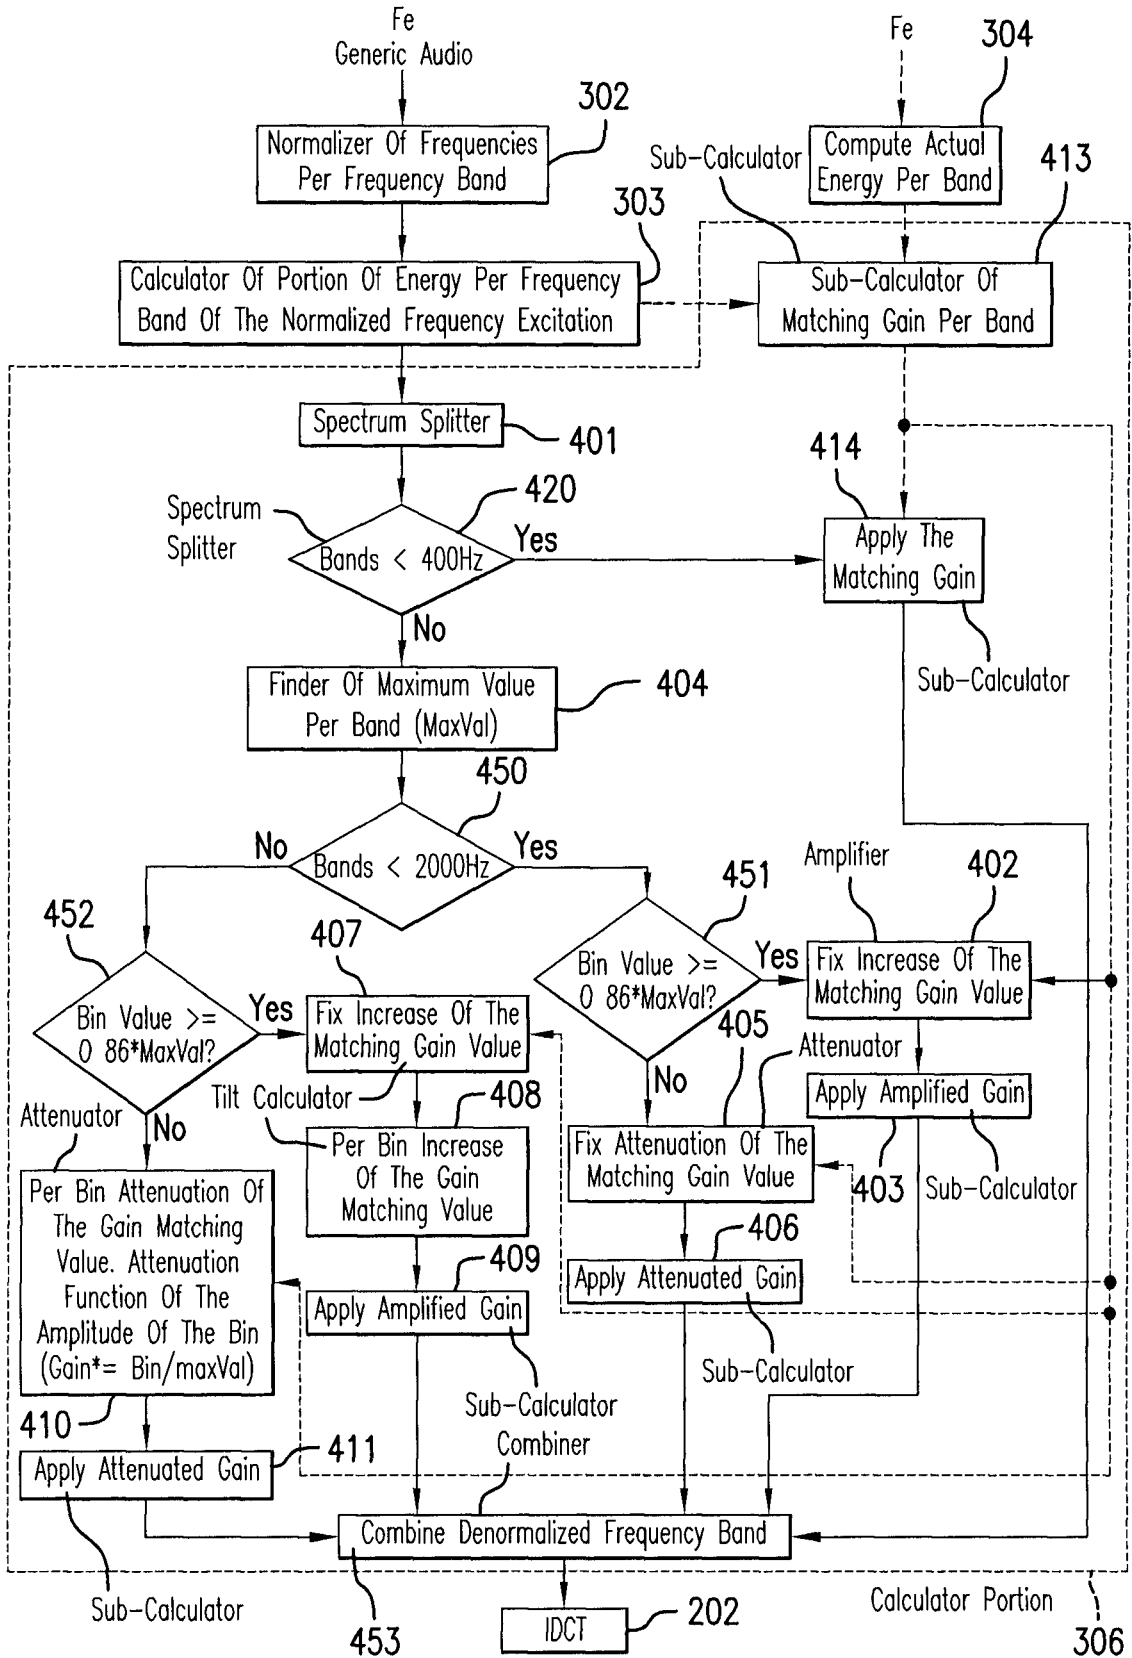 Fe
Generic Audio
Fe
304
302
Normalizer Of Frequencies
Per Frequency Band
Sub-Calculator
Compute Actual
Energy Per Band
413
303
Calculator Of Portion Of Energy Per Frequency
Band Of The Normalized Frequency Excitation
Sub-Calculator Of
Matching Gain Per Band
Spectrum Splitter
401
414
420
Spectrum
Splitter
Bands < 400Hz
Yes
Apply The
Matching Gain
No
Sub-Calculator
Finder Of Maximum Value
Per Band (MaxVal)
404
450
No
Bands < 2000Hz
Yes
Amplifier
402
451
452
407
Bin Value >=
0 86*MaxVal?
Yes
Fix Increase Of The
Matching Gain Value
Bin Value >=
0 86*MaxVal?
Yes
Fix Increase Of The
Matching Gain Value
405
Attenuator
No
Apply Amplified Gain
Tilt Calculator
408
Attenuator
No
403
Sub-Calculator
Per Bin Increase
Of The Gain
Matching Value
Fix Attenuation Of The
Matching Gain Value
Per Bin Attenuation Of
The Gain Matching
Value. Attenuation
Function Of The
Amplitude Of The Bin
(Gain*= Bin/maxVal)
406
409
Apply Attenuated Gain
Apply Amplified Gain
Sub-Calculator
410
Sub-Calculator
Combiner
411
Apply Attenuated Gain
Combine Denormalized Frequency Band
Sub-Calculator
453
IDCT
202
Calculator Portion
306